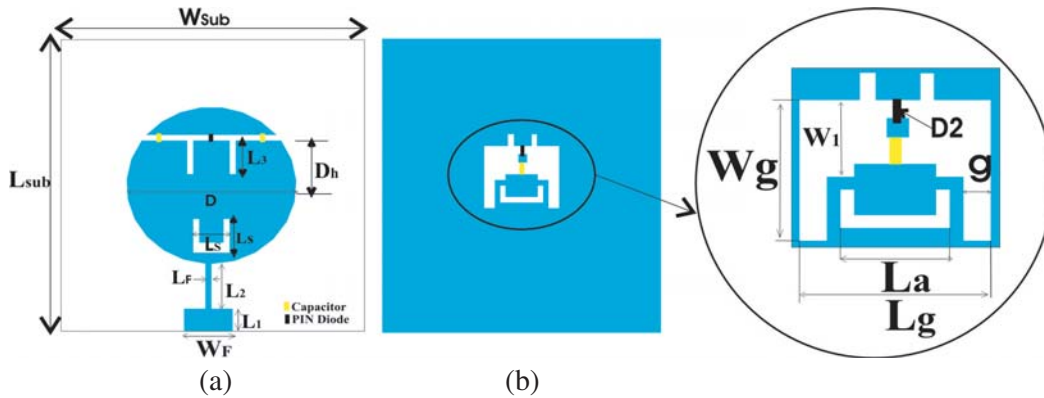 WSub
Lsub
L3
Dh
D
Ls
Ls
LF
L2
Capacitor
PIN Diode
L1
WF
(a)
(b)
W1
D2
Wg
g
La
Lg